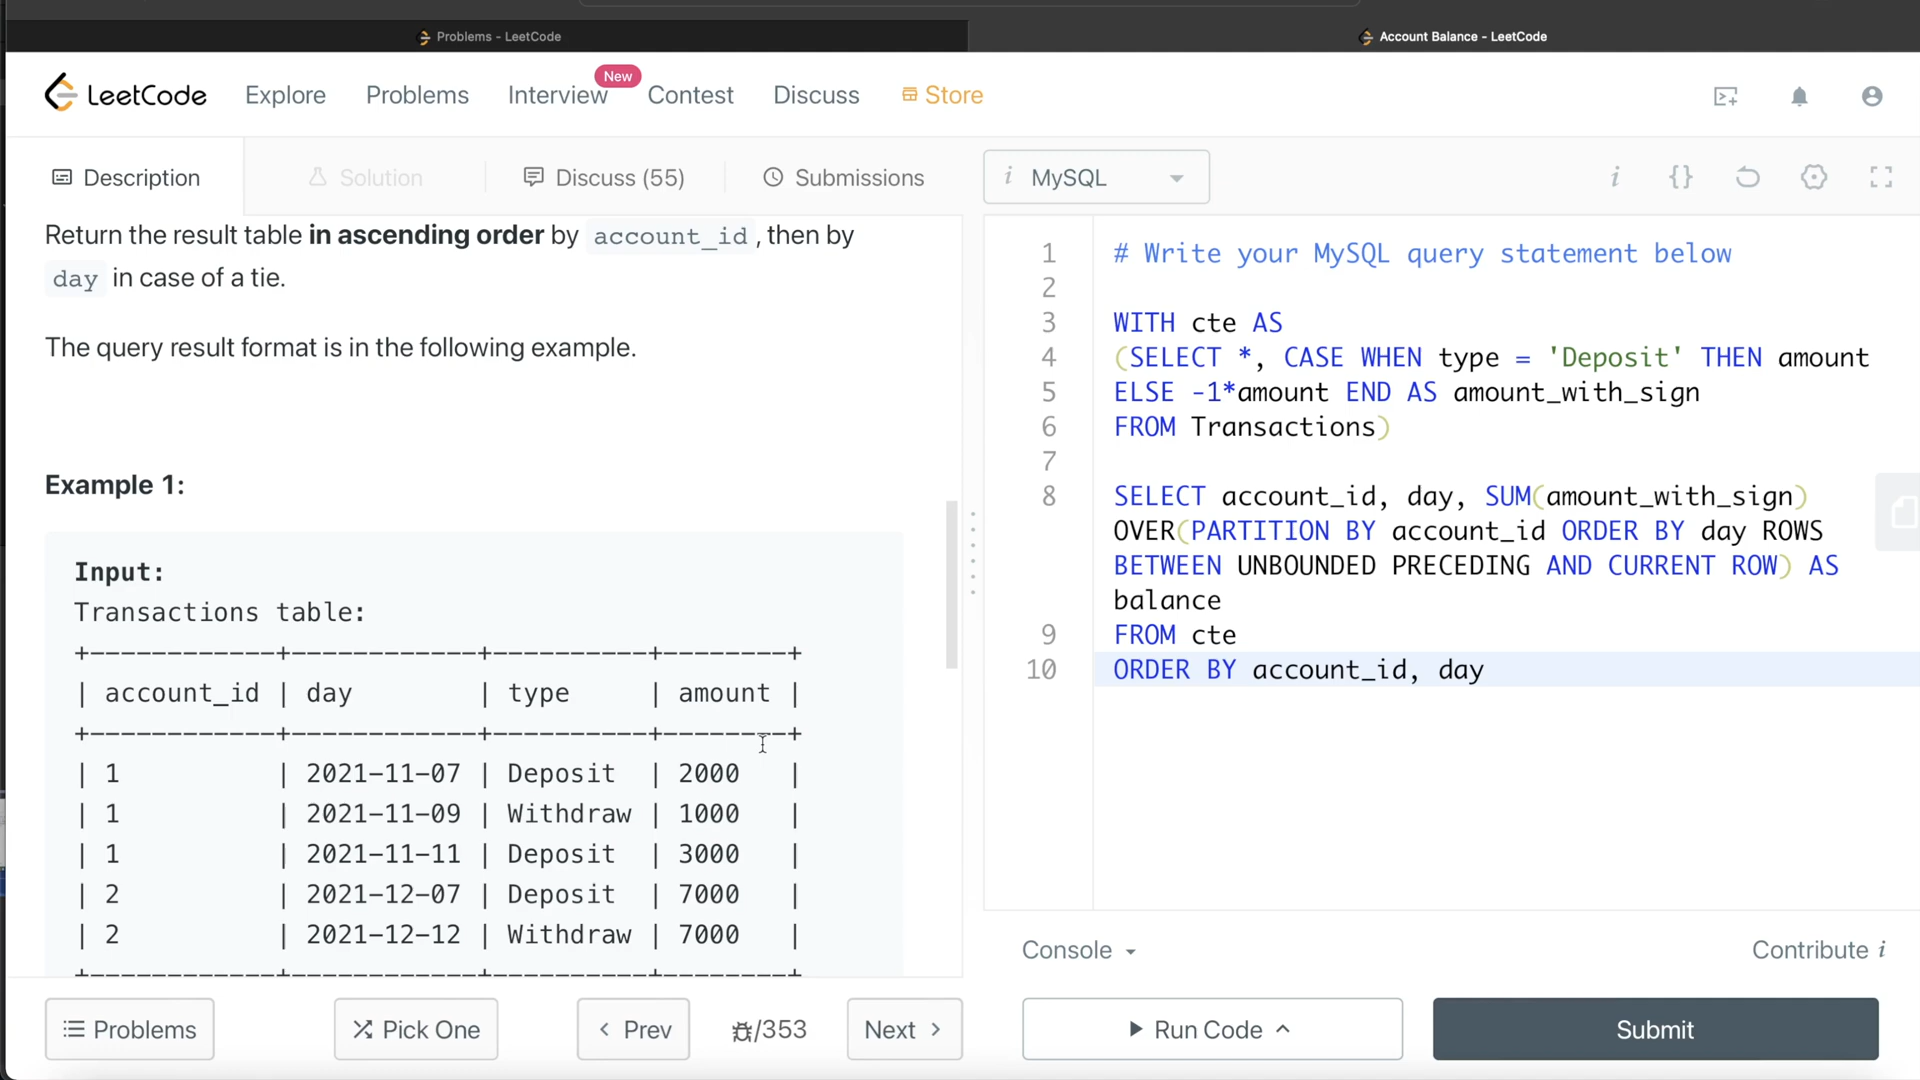 Problems - LeetCode
Account Balance - LeetCode
LeetCode
Explore
Problems
Interview
New
Contest
Discuss
Store
Description
Solution
Discuss (55)
Submissions
i MySQL
i
{}
Return the result table in ascending order by account_id , then by
day in case of a tie.
The query result format is in the following example.
Example 1:
Input:
Transactions table:
+------------+------------+----------+--------+
| account_id | day        | type     | amount |
+------------+------------+----------+--------+
| 1          | 2021-11-07 | Deposit  | 2000   |
| 1          | 2021-11-09 | Withdraw | 1000   |
| 1          | 2021-11-11 | Deposit  | 3000   |
| 2          | 2021-12-07 | Deposit  | 7000   |
| 2          | 2021-12-12 | Withdraw | 7000   |
+------------+------------+----------+--------+
1 # Write your MySQL query statement below
2
3 WITH cte AS
4 (SELECT *, CASE WHEN type = 'Deposit' THEN amount
5 ELSE -1*amount END AS amount_with_sign
6 FROM Transactions)
7
8 SELECT account_id, day, SUM(amount_with_sign)
OVER(PARTITION BY account_id ORDER BY day ROWS
BETWEEN UNBOUNDED PRECEDING AND CURRENT ROW) AS
balance
9 FROM cte
10 ORDER BY account_id, day
Console
Contribute i
Problems
Pick One
Prev
/353
Next
Run Code
Submit